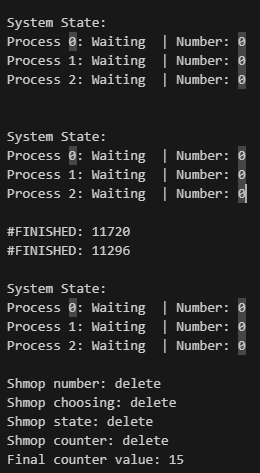 System State:
Process 0: Waiting  | Number: 0
Process 1: Waiting  | Number: 0
Process 2: Waiting  | Number: 0
System State:
Process 0: Waiting  | Number: 0
Process 1: Waiting  | Number: 0
Process 2: Waiting  | Number: 0
#FINISHED: 11720
#FINISHED: 11296
System State:
Process 0: Waiting  | Number: 0
Process 1: Waiting  | Number: 0
Process 2: Waiting  | Number: 0
Shmop number: delete
Shmop choosing: delete
Shmop state: delete
Shmop counter: delete
Final counter value: 15